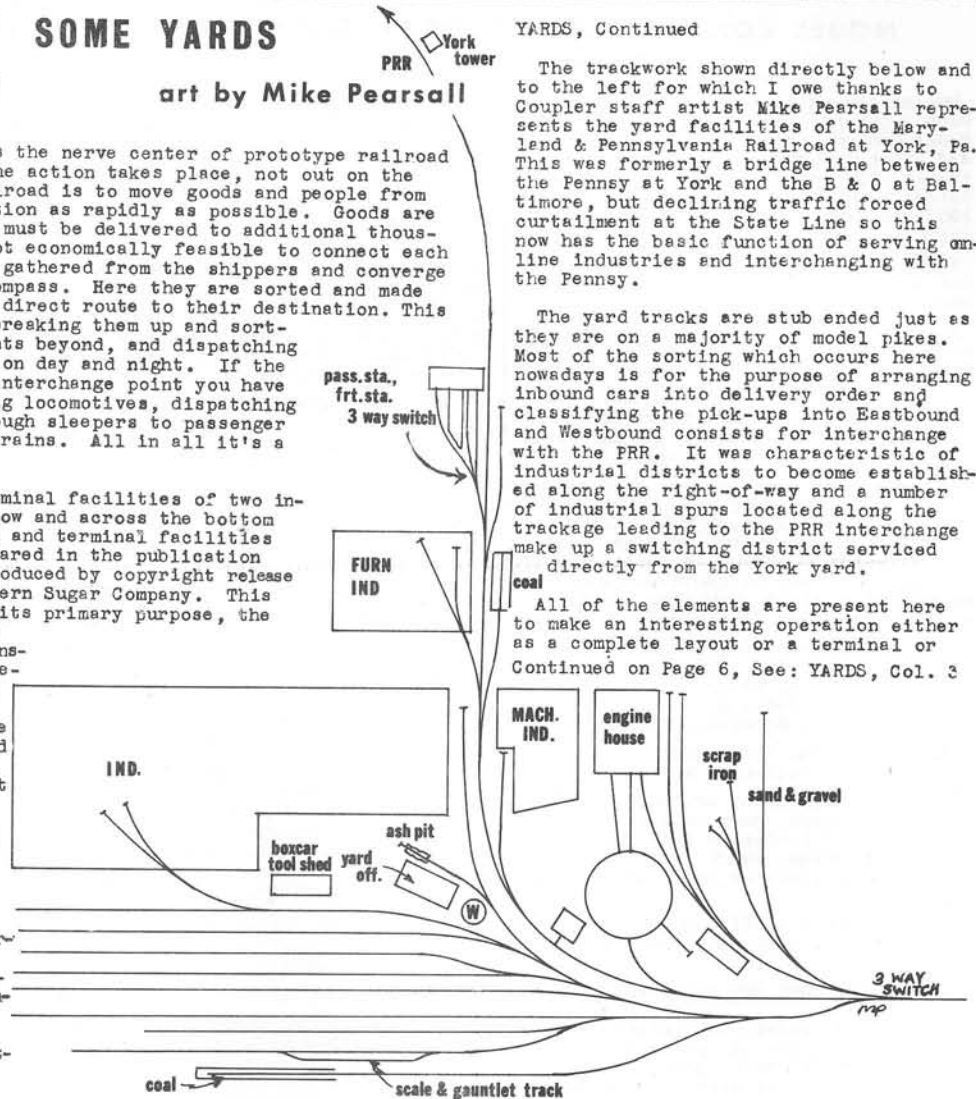 SOME YARDS
art by Mike Pearsall
s the nerve center of prototype railroad
ne action takes place, not out on the
lroad is to move goods and people from
sion as rapidly as possible. Goods are
must be delivered to additional thous-
ot economically feasible to connect each
gathered from the shippers and converge
ompass. Here they are sorted and made
direct route to their destination. This
reaking them up and sort-
ts beyond, and dispatching
on day and night. If the
nterchange point you have
g locomotives, dispatching
ugh sleepers to passenger
rains. All in all it's a
minal facilities of two in-
ow and across the bottom
and terminal facilities
ared in the publication
oduced by copyright release
ern Sugar Company. This
its primary purpose, the
ns-
e-
e
d
t
YARDS, Continued
The trackwork shown directly below and
to the left for which I owe thanks to
Coupler staff artist Mike Pearsall repre-
sents the yard facilities of the Mary-
land & Pennsylvania Railroad at York, Pa.
This was formerly a bridge line between
the Pennsy at York and the B & O at Bal-
timore, but declining traffic forced
curtailment at the State Line so this
now has the basic function of serving onn-
line industries and interchanging with
the Pennsy.
The yard tracks are stub ended just as
they are on a majority of model pikes.
Most of the sorting which occurs here
nowadays is for the purpose of arranging
inbound cars into delivery order and
classifying the pick-ups into Eastbound
and Westbound consists for interchange
with the PRR. It was characteristic of
industrial districts to become establish-
ed along the right-of-way and a number
of industrial spurs located along the
trackage leading to the PRR interchange
make up a switching district serviced
directly from the York yard.
All of the elements are present here
to make an interesting operation either
as a complete layout or a terminal or
Continued on Page 6, See: YARDS, Col. 3
PRR
York
tower
pass.sta.,
frt.sta.
3 way switch
FURN
IND
coal
IND.
MACH.
IND.
engine
house
scrap
iron
sand & gravel
boxcar
tool shed
ash pit
yard
off.
W
3 WAY
SWITCH
MP
coal
scale & gauntlet track